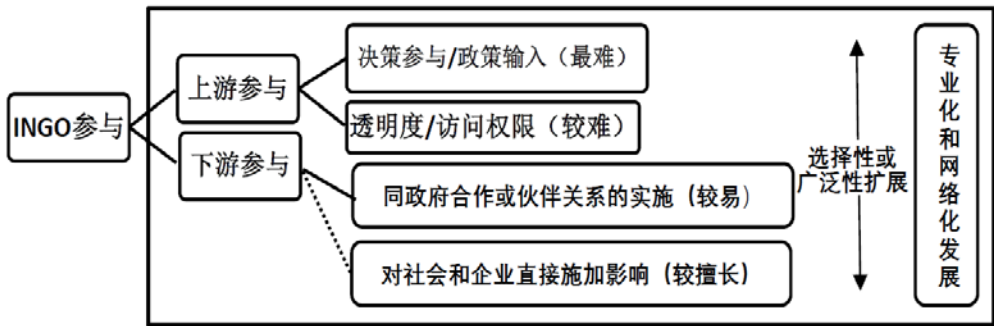 INGO参与
上游参与
下游参与
决策参与/政策输入（最难）
透明度/访问权限（较难）
同政府合作或伙伴关系的实施（较易）
对社会和企业直接施加影响（较擅长）
选择性或
广泛性扩展
专业化和网络化发展